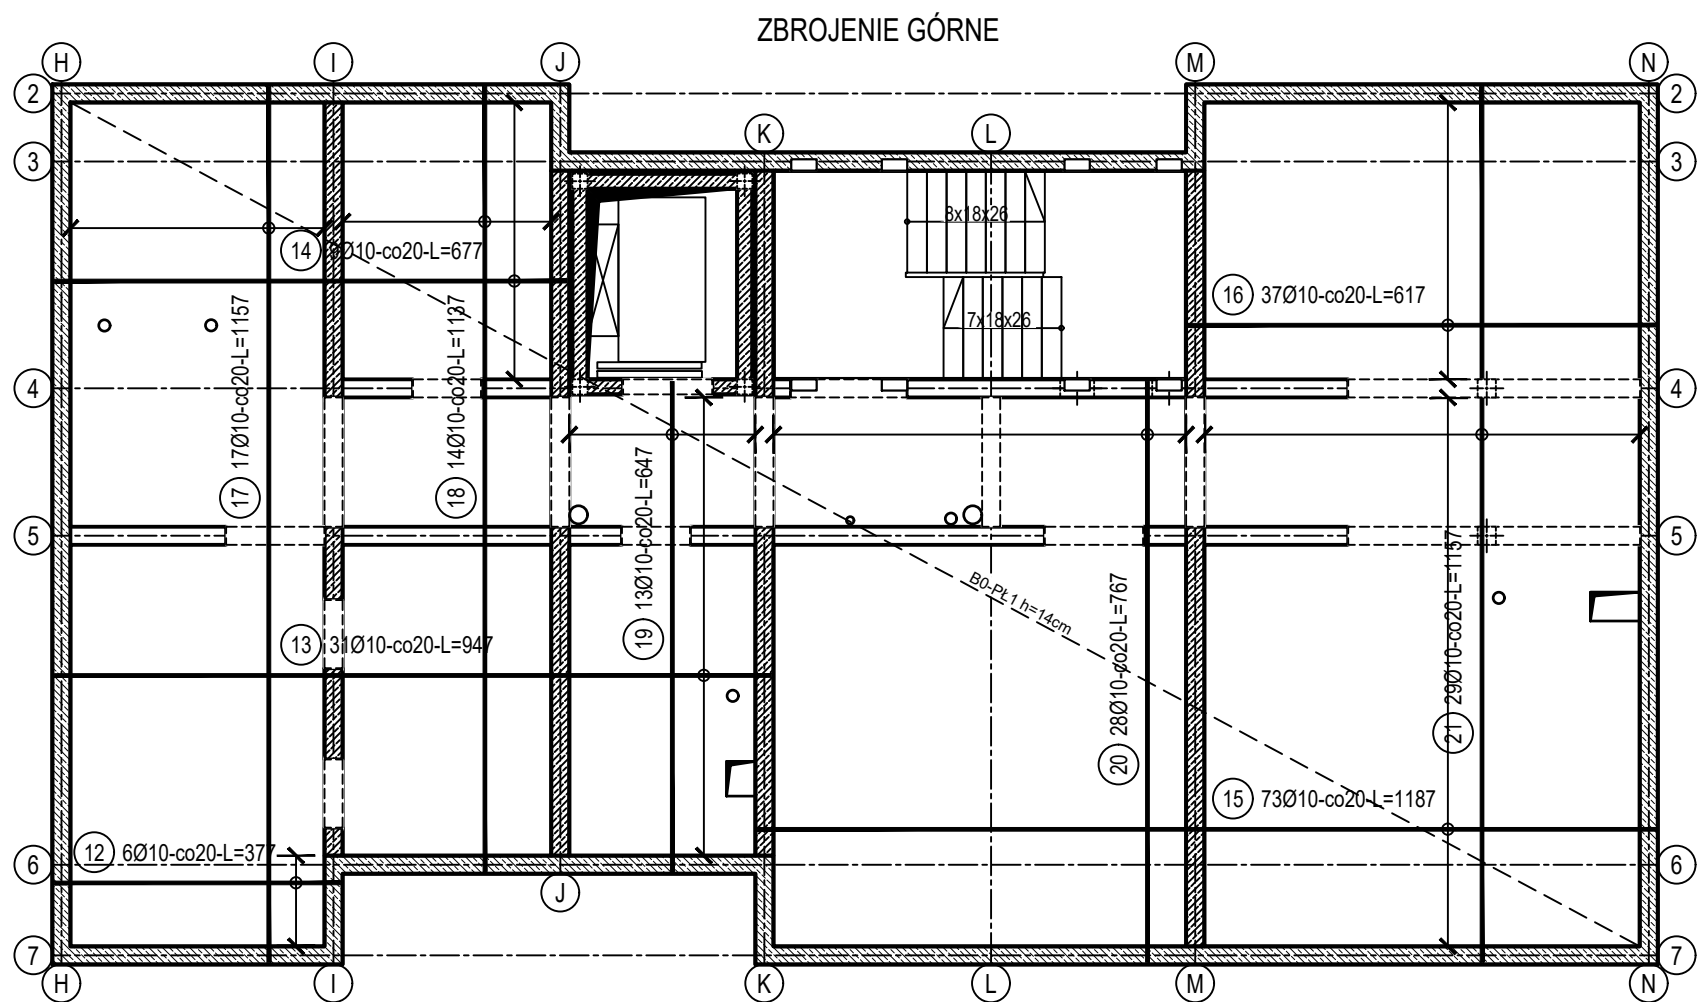 ZBROJENIE GÓRNE
H
I
J
M
N
2
2
K
L
3
3
8x18x26
14 9Ø10-co20-L=677
16 37Ø10-co20-L=617
7x18x26
17 17Ø10-co20-L=1157
18 14Ø10-co20-L=1137
4
4
19 13Ø10-co20-L=647
5
5
B0-PŁ1 h=14cm
20 28Ø10-co20-L=767
21 29Ø10-co20-L=1157
13 31Ø10-co20-L=947
15 73Ø10-co20-L=1187
12 6Ø10-co20-L=377
6
6
J
7
7
H
I
K
L
M
N